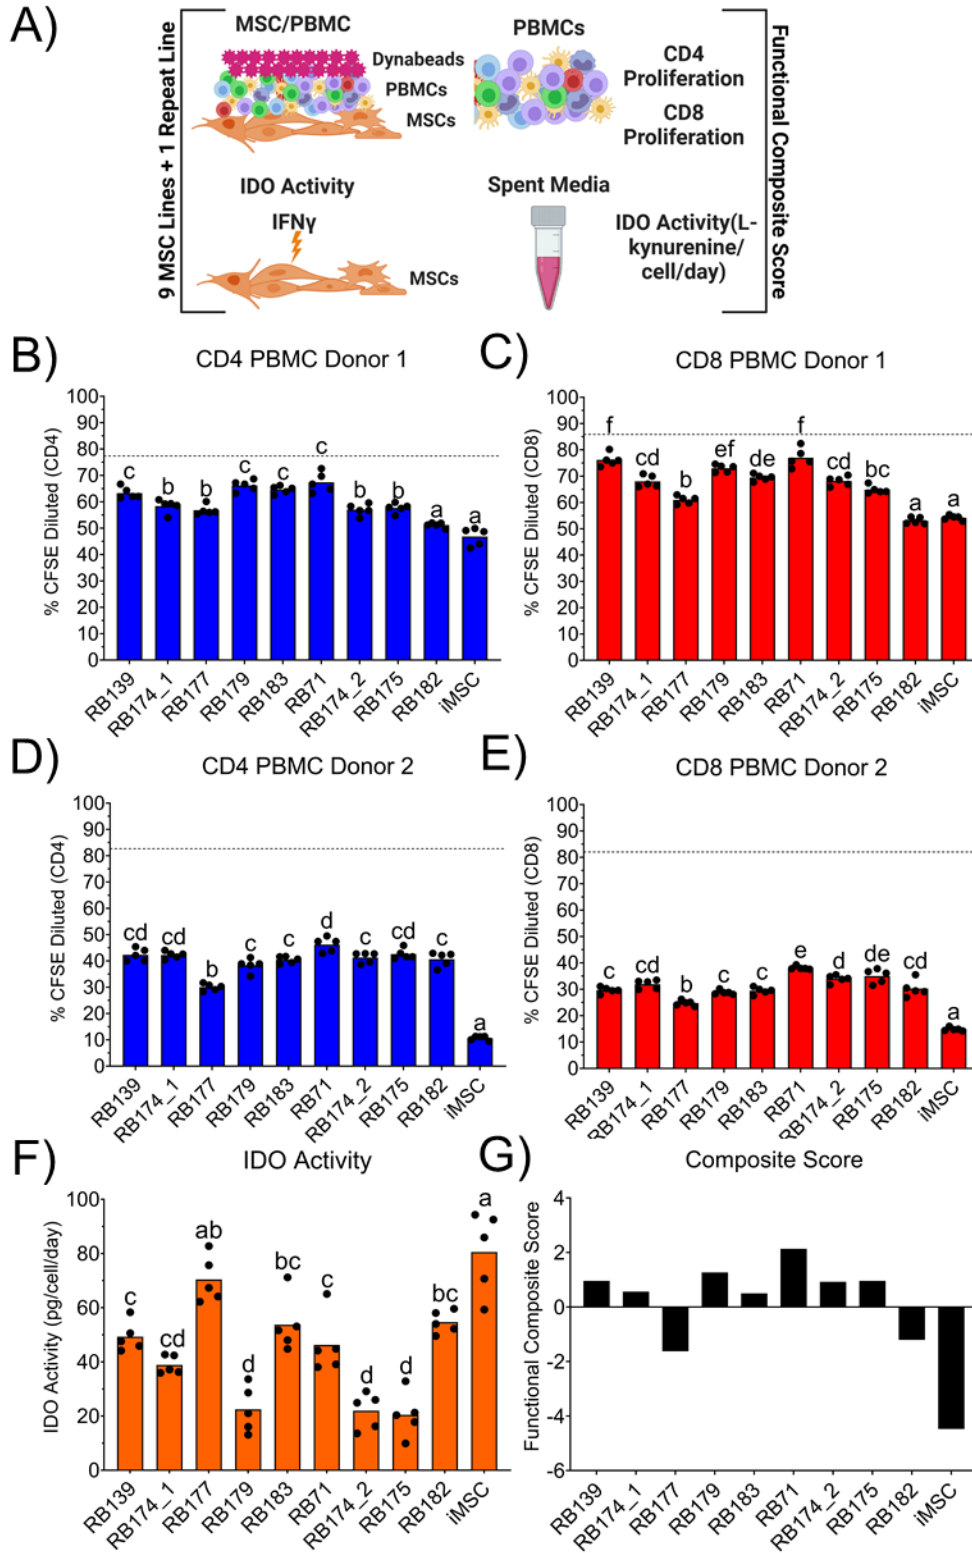 A)
9 MSC Lines + 1 Repeat Line
MSC/PBMC
Dynabeads
PBMCs
MSCs
PBMCs
CD4
Proliferation
CD8
Proliferation
IDO Activity
IFNγ
MSCs
Spent Media
IDO Activity(L-
kynurenine/
cell/day)
Functional Composite Score
B)
CD4 PBMC Donor 1
% CFSE Diluted (CD4)
100
90
80
70
60
50
40
30
20
10
0
c b b c c c b b a a
RB139 RB174_1 RB177 RB179 RB183 RB71 RB174_2 RB175 RB182 iMSC
C)
CD8 PBMC Donor 1
% CFSE Diluted (CD8)
100
90
80
70
60
50
40
30
20
10
0
f cd b ef de f cd bc a a
RB139 RB174_1 RB177 RB179 RB183 RB71 RB174_2 RB175 RB182 iMSC
D)
CD4 PBMC Donor 2
% CFSE Diluted (CD4)
100
90
80
70
60
50
40
30
20
10
0
cd cd b c c d c cd c a
RB139 RB174_1 RB177 RB179 RB183 RB71 RB174_2 RB175 RB182 iMSC
E)
CD8 PBMC Donor 2
% CFSE Diluted (CD8)
100
90
80
70
60
50
40
30
20
10
0
c cd b c c e d de cd a
RB139 RB174_1 RB177 RB179 RB183 RB71 RB174_2 RB175 RB182 iMSC
F)
IDO Activity
IDO Activity (pg/cell/day)
100
80
60
40
20
0
c cd ab d bc c d d bc a
RB139 RB174_1 RB177 RB179 RB183 RB71 RB174_2 RB175 RB182 iMSC
G)
Composite Score
Functional Composite Score
4
2
0
-2
-4
-6
RB139 RB174_1 RB177 RB179 RB183 RB71 RB174_2 RB175 RB182 iMSC